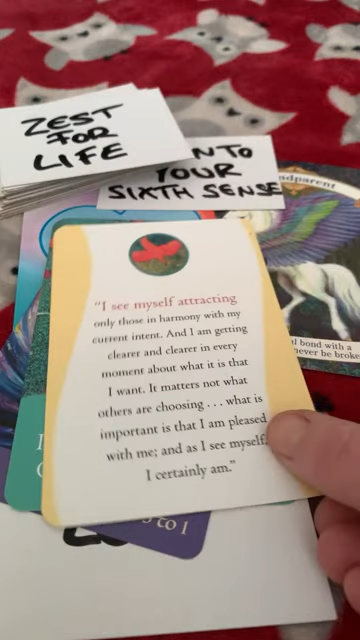 ZEST
FOR
LIFE
INTO
YOUR
SIXTH SENSE
"I see myself attracting
only those in harmony with my
current intent. And I am getting
clearer and clearer in every
moment about what it is that
I want. It matters not what
others are choosing . . . what is
important is that I am pleased
with me; and as I see myself,
I certainly am."
bond with a
never be broke
to 1